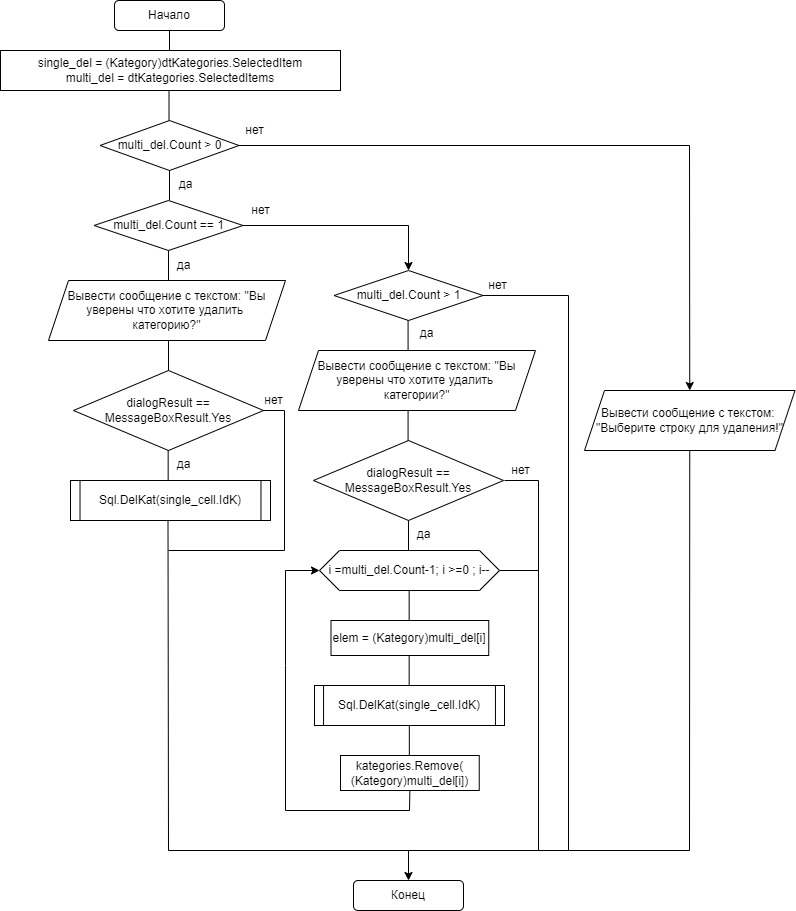 Начало
single_del = (Kategory)dtKategories.SelectedItem
multi_del = dtKategories.SelectedItems
нет
multi_del.Count > 0
да
нет
multi_del.Count == 1
да
Вывести сообщение с текстом: "Вы
уверены что хотите удалить
категорию?"
нет
multi_del.Count > 1
да
Вывести сообщение с текстом: "Вы
уверены что хотите удалить
категории?"
dialogResult ==
MessageBoxResult.Yes
нет
да
Вывести сообщение с текстом:
"Выберите строку для удаления!"
Sql.DelKat(single_cell.IdK)
dialogResult ==
MessageBoxResult.Yes
нет
да
i =multi_del.Count-1; i >=0 ; i--
elem = (Kategory)multi_del[i]
Sql.DelKat(single_cell.IdK)
kategories.Remove(
(Kategory)multi_del[i])
Конец